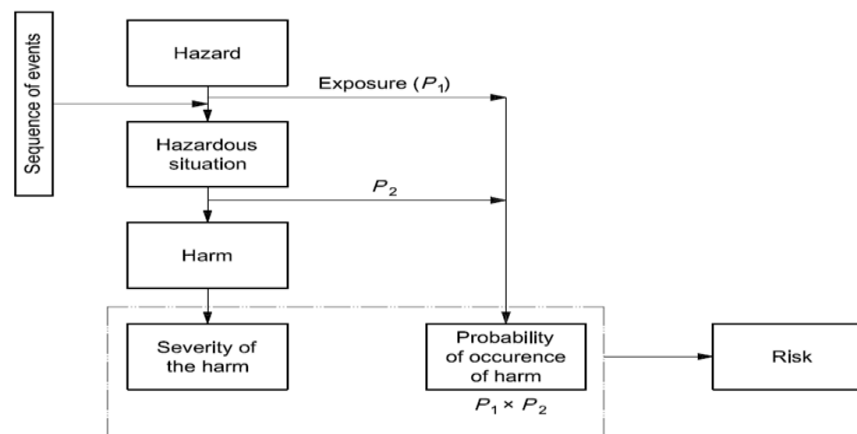 Sequence of events
Hazard
Exposure (P₁)
Hazardous
situation
P₂
Harm
Severity of
the harm
Probability
of occurence
of harm
Risk
P₁ × P₂